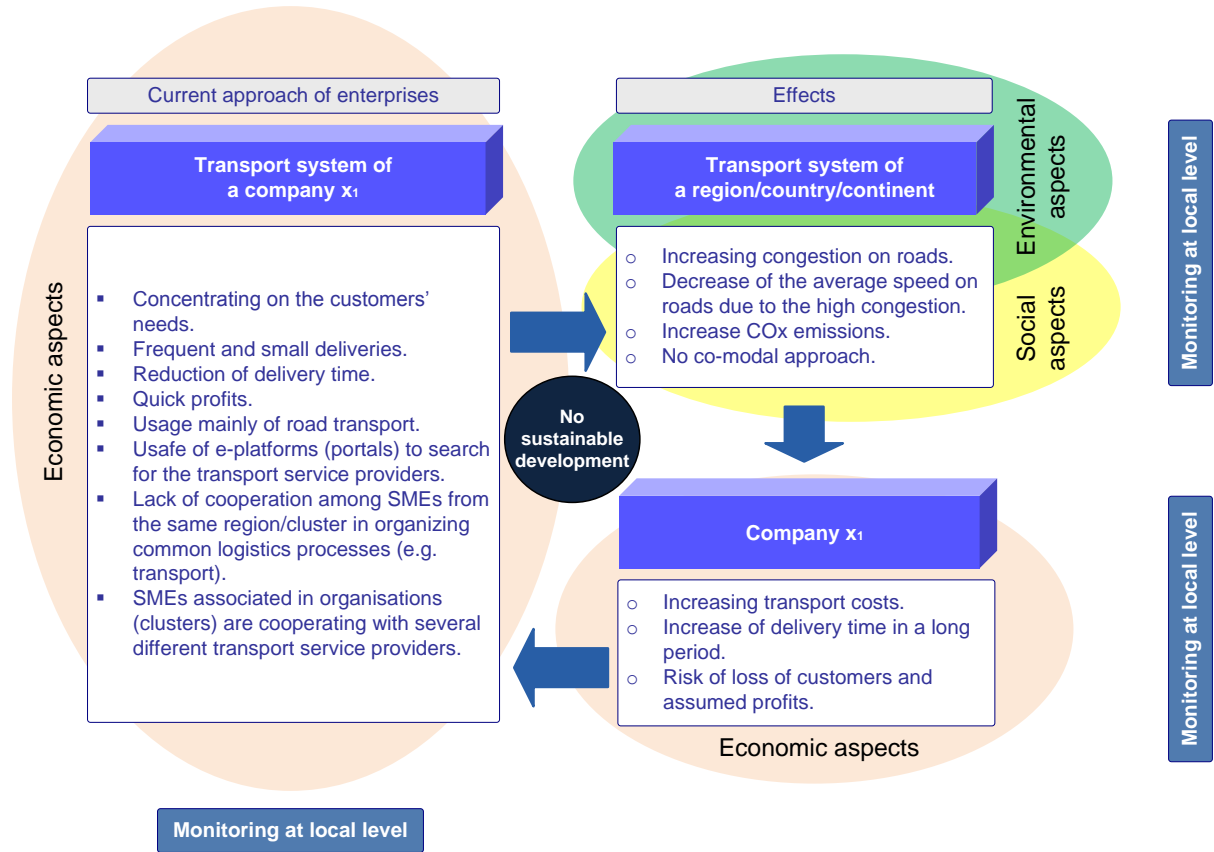 Current approach of enterprises
Transport system of
a company x₁
Economic aspects
▪ Concentrating on the customers'
needs.
▪ Frequent and small deliveries.
▪ Reduction of delivery time.
▪ Quick profits.
▪ Usage mainly of road transport.
▪ Usafe of e-platforms (portals) to search
for the transport service providers.
▪ Lack of cooperation among SMEs from
the same region/cluster in organizing
common logistics processes (e.g.
transport).
▪ SMEs associated in organisations
(clusters) are cooperating with several
different transport service providers.
Monitoring at local level
No
sustainable
development
Effects
Transport system of
a region/country/continent
Environmental
aspects
o Increasing congestion on roads.
o Decrease of the average speed on
roads due to the high congestion.
o Increase COx emissions.
o No co-modal approach.
Social
aspects
Monitoring at local level
Company x₁
o Increasing transport costs.
o Increase of delivery time in a long
period.
o Risk of loss of customers and
assumed profits.
Economic aspects
Monitoring at local level